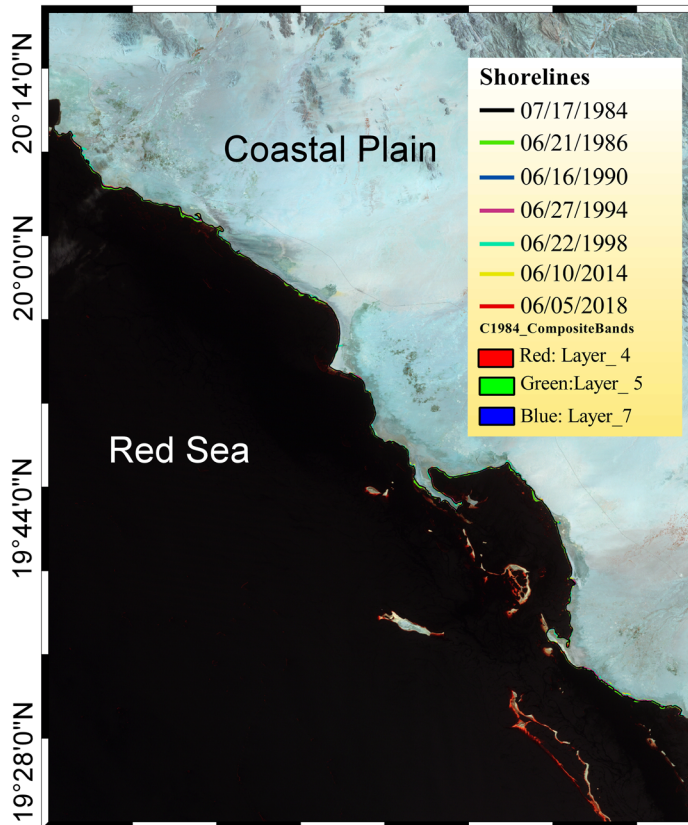 Shorelines
07/17/1984
06/21/1986
06/16/1990
06/27/1994
06/22/1998
06/10/2014
06/05/2018
C1984_CompositeBands
Red: Layer_ 4
Green:Layer_ 5
Blue: Layer_7
Coastal Plain
Red Sea
20°14'0"N
20°0'0"N
19°44'0"N
19°28'0"N